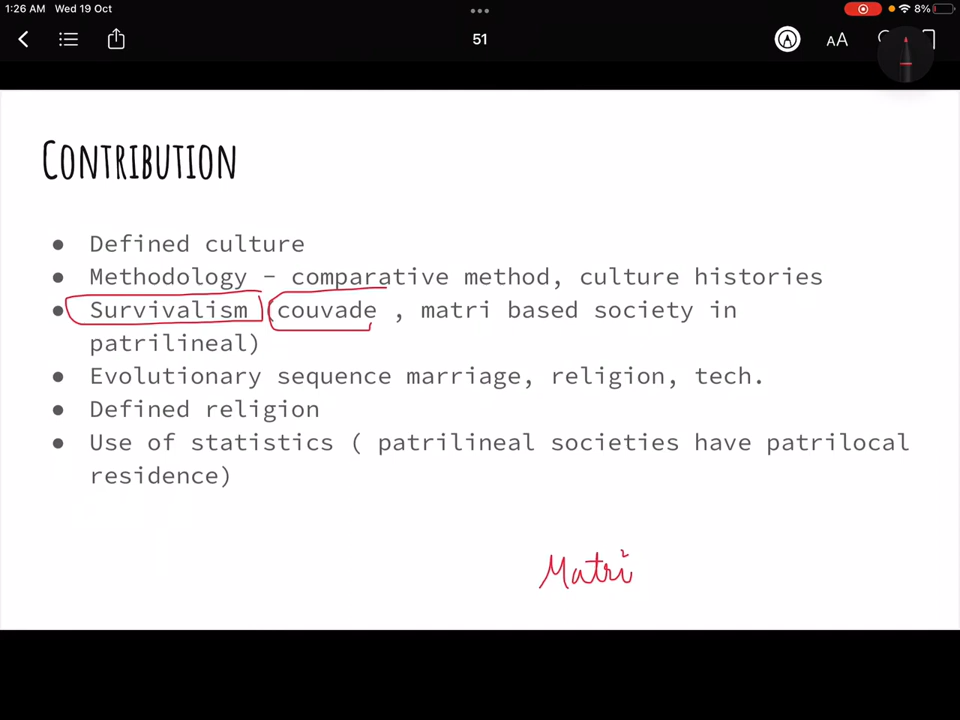 1:26 AM Wed 19 Oct
8%
51
AA
CONTRIBUTION
● Defined culture
● Methodology – comparative method, culture histories
● Survivalism (couvade , matri based society in
patrilineal)
● Evolutionary sequence marriage, religion, tech.
● Defined religion
● Use of statistics ( patrilineal societies have patrilocal
residence)
Matri